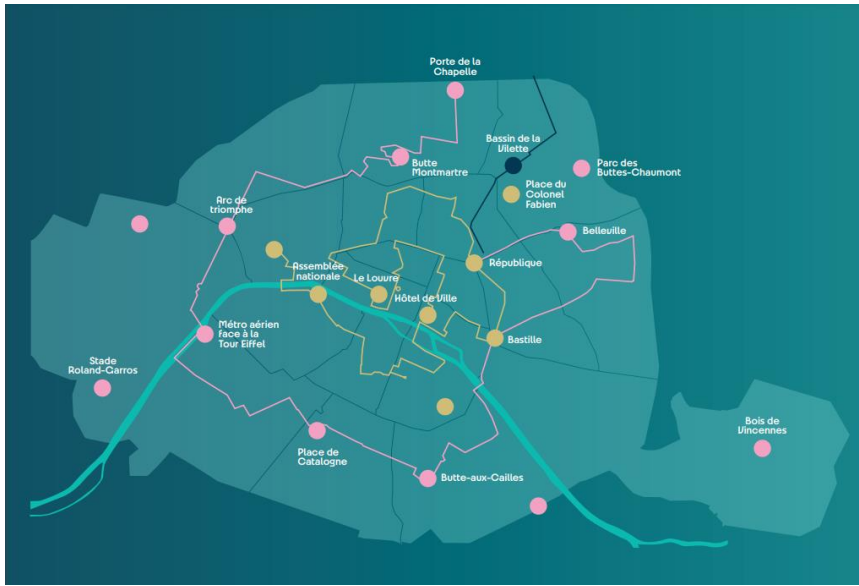 Porte de la
Chapelle
Bassin de la
Vilette
Butte
Montmartre
Parc des
Buttes-Chaumont
Place du
Colonel
Fabien
Arc de
triomphe
Belleville
République
Assemblée
nationale
Le Louvre
Hôtel de Ville
Métro aérien
face à la
Tour Eiffel
Bastille
Stade
Roland-Garros
Bois de
Vincennes
Place de
Catalogne
Butte-aux-Cailles